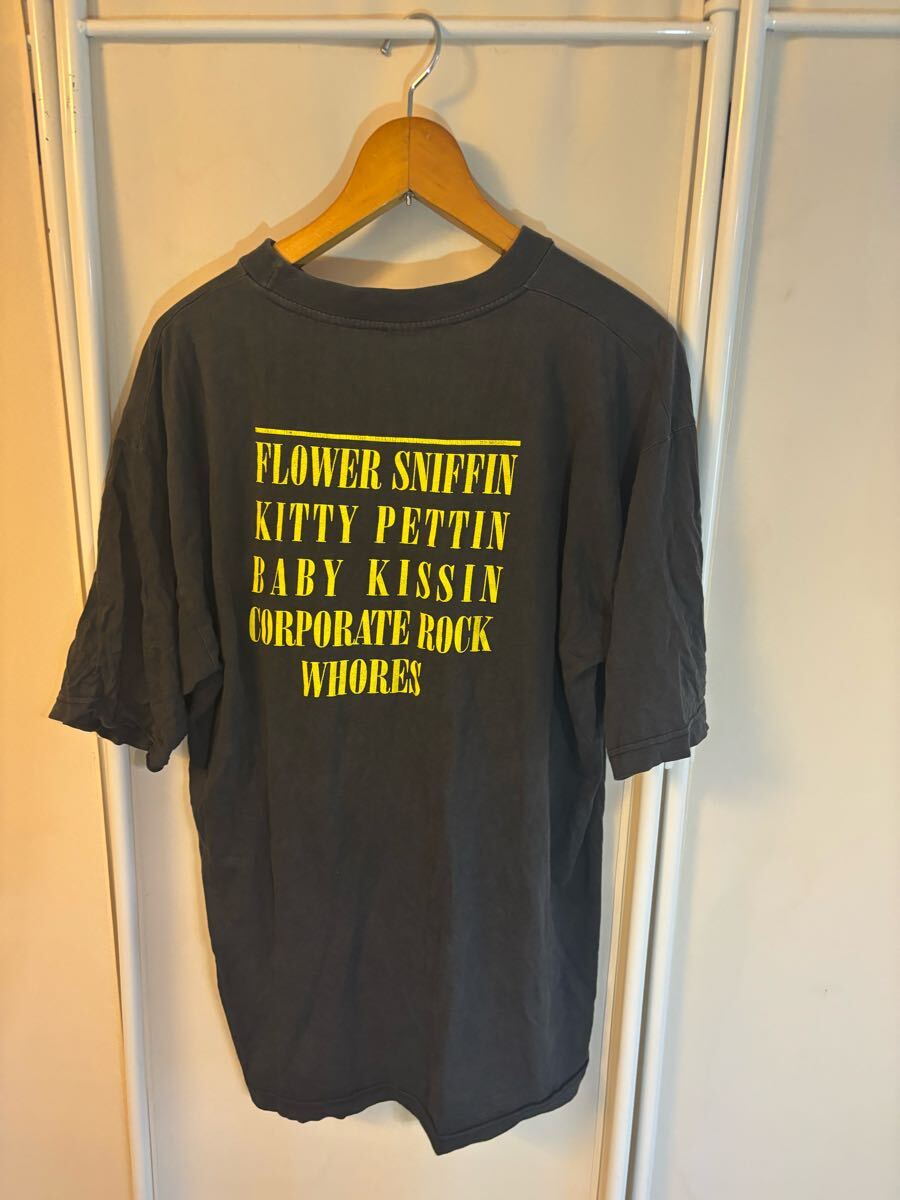 FLOWER SNIFFIN
KITTY PETTIN
BABY KISSIN
CORPORATE ROCK
WHORES